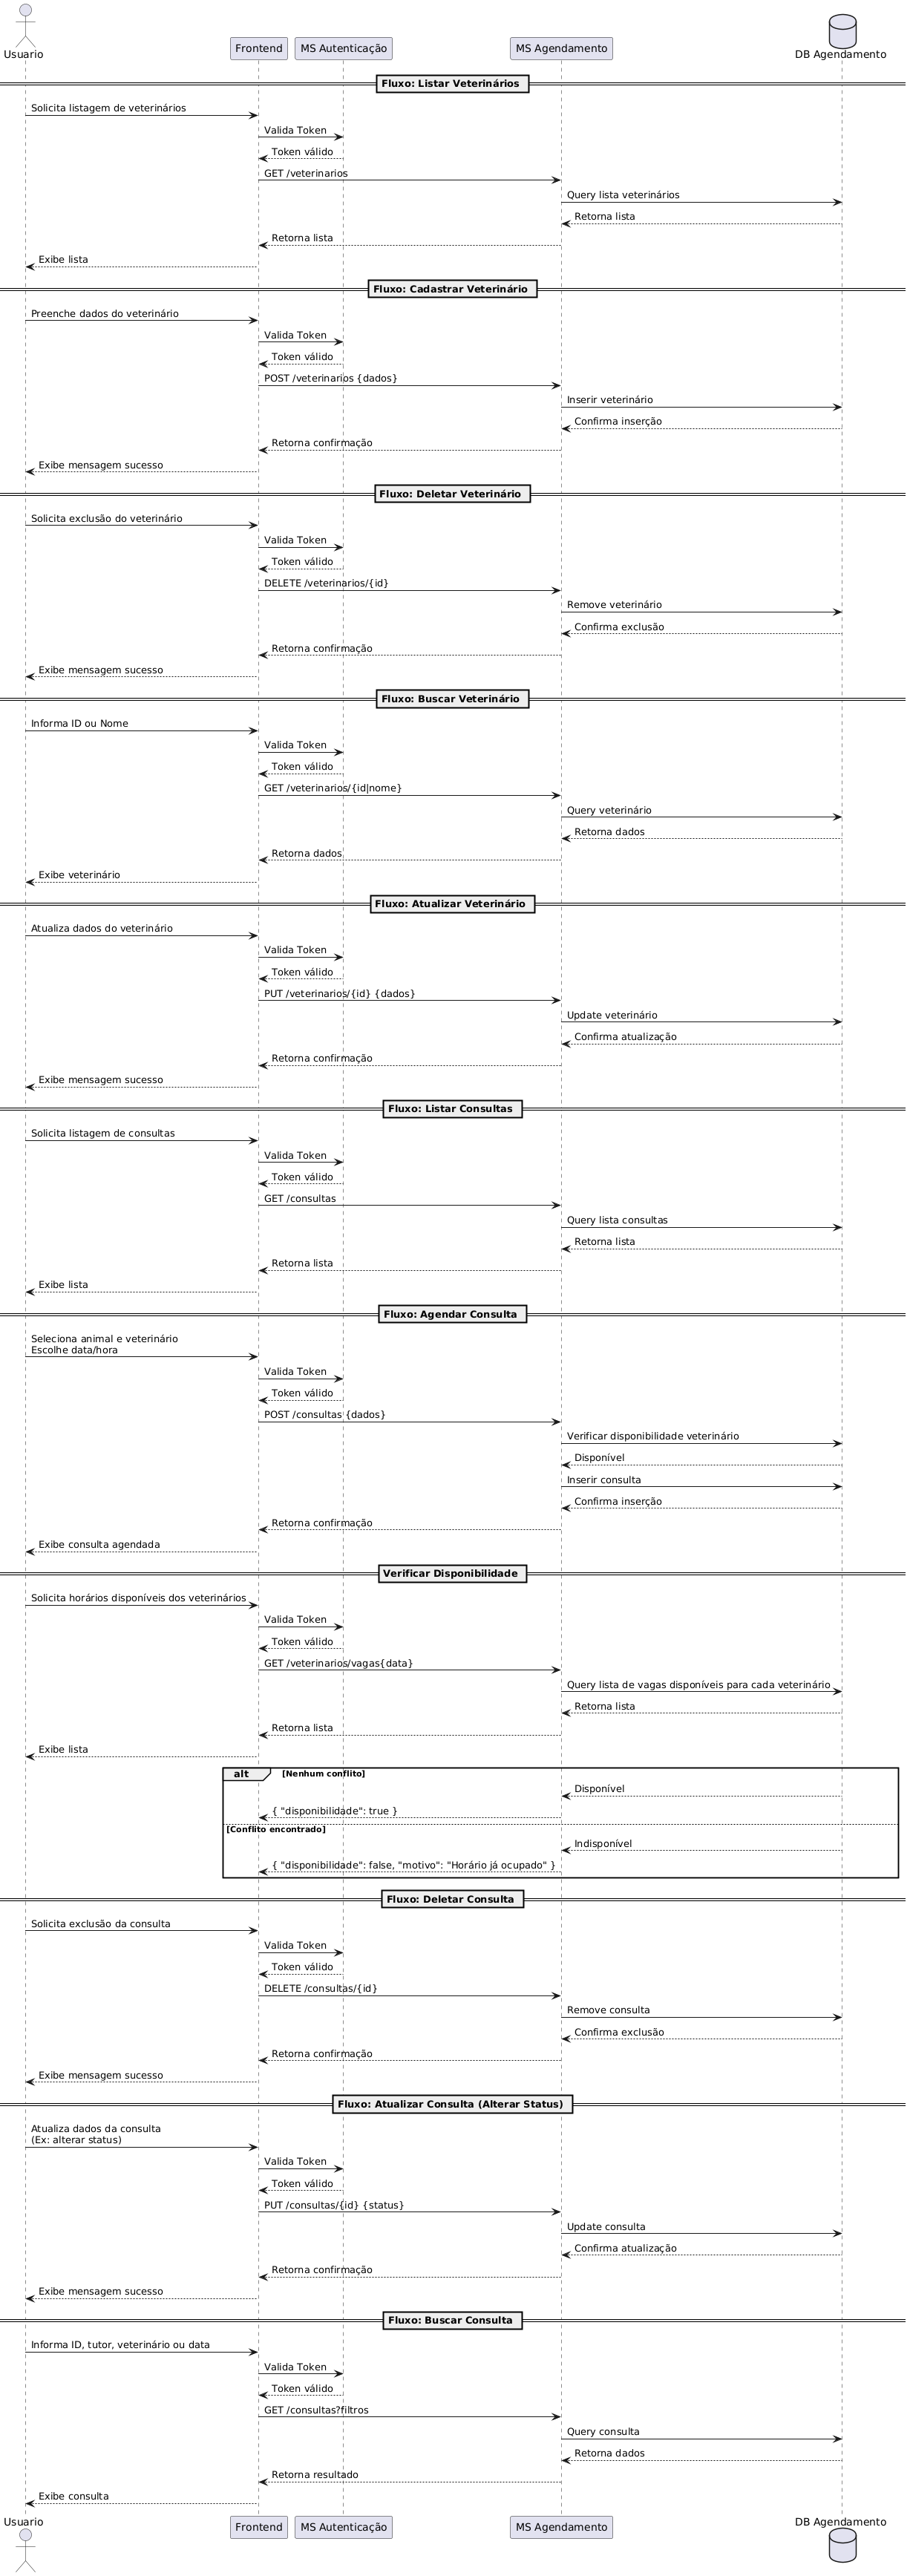 Usuario
Frontend
MS Autenticação
MS Agendamento
DB Agendamento
Fluxo: Listar Veterinários
Solicita listagem de veterinários
Valida Token
Token válido
GET /veterinarios
Query lista veterinários
Retorna lista
Retorna lista
Exibe lista
Fluxo: Cadastrar Veterinário
Preenche dados do veterinário
Valida Token
Token válido
POST /veterinarios {dados}
Inserir veterinário
Confirma inserção
Retorna confirmação
Exibe mensagem sucesso
Fluxo: Deletar Veterinário
Solicita exclusão do veterinário
Valida Token
Token válido
DELETE /veterinarios/{id}
Remove veterinário
Confirma exclusão
Retorna confirmação
Exibe mensagem sucesso
Fluxo: Buscar Veterinário
Informa ID ou Nome
Valida Token
Token válido
GET /veterinarios/{id|nome}
Query veterinário
Retorna dados
Retorna dados
Exibe veterinário
Fluxo: Atualizar Veterinário
Atualiza dados do veterinário
Valida Token
Token válido
PUT /veterinarios/{id} {dados}
Update veterinário
Confirma atualização
Retorna confirmação
Exibe mensagem sucesso
Fluxo: Listar Consultas
Solicita listagem de consultas
Valida Token
Token válido
GET /consultas
Query lista consultas
Retorna lista
Retorna lista
Exibe lista
Fluxo: Agendar Consulta
Seleciona animal e veterinário
Escolhe data/hora
Valida Token
Token válido
POST /consultas {dados}
Verificar disponibilidade veterinário
Disponível
Inserir consulta
Confirma inserção
Retorna confirmação
Exibe consulta agendada
Verificar Disponibilidade
Solicita horários disponíveis dos veterinários
Valida Token
Token válido
GET /veterinarios/vagas{data}
Query lista de vagas disponíveis para cada veterinário
Retorna lista
Retorna lista
Exibe lista
alt [Nenhum conflito]
Disponível
{ "disponibilidade": true }
[Conflito encontrado]
Indisponível
{ "disponibilidade": false, "motivo": "Horário já ocupado" }
Fluxo: Deletar Consulta
Solicita exclusão da consulta
Valida Token
Token válido
DELETE /consultas/{id}
Remove consulta
Confirma exclusão
Retorna confirmação
Exibe mensagem sucesso
Fluxo: Atualizar Consulta (Alterar Status)
Atualiza dados da consulta
(Ex: alterar status)
Valida Token
Token válido
PUT /consultas/{id} {status}
Update consulta
Confirma atualização
Retorna confirmação
Exibe mensagem sucesso
Fluxo: Buscar Consulta
Informa ID, tutor, veterinário ou data
Valida Token
Token válido
GET /consultas?filtros
Query consulta
Retorna dados
Retorna resultado
Exibe consulta
Usuario
Frontend
MS Autenticação
MS Agendamento
DB Agendamento